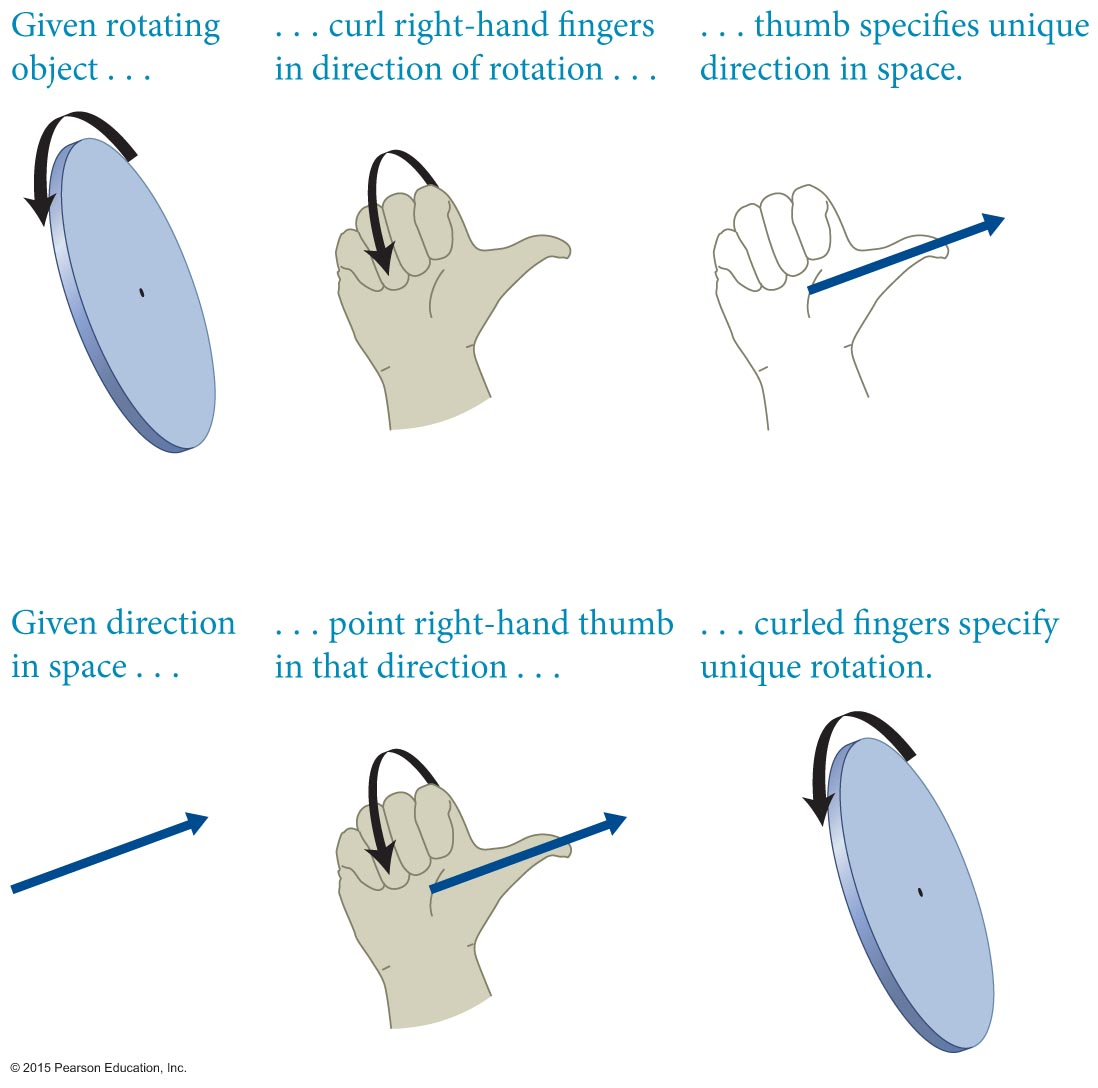 Given rotating
object . . .
. . . curl right-hand fingers
in direction of rotation . . .
. . . thumb specifies unique
direction in space.
Given direction
in space . . .
. . . point right-hand thumb
in that direction . . .
. . . curled fingers specify
unique rotation.
© 2015 Pearson Education, Inc.